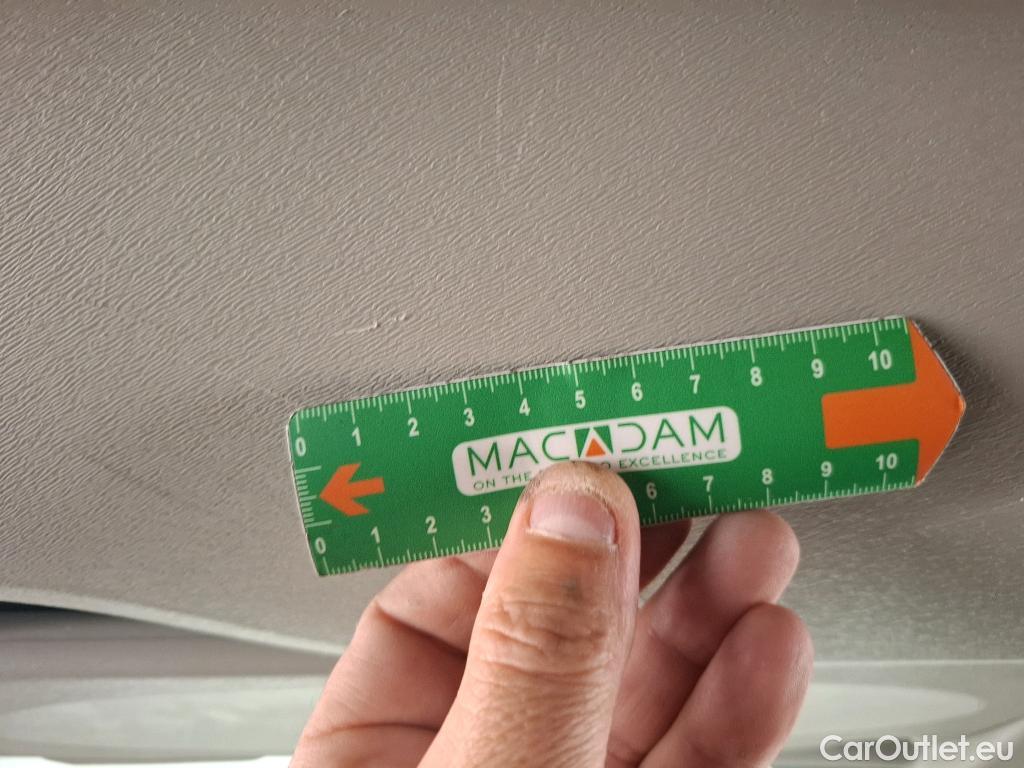 0 1 2 3 4 5 6 7 8 9 10
MACADAM
ON THE EXCELLENCE
0 1 2 3 6 7 8 9 10
CarOutlet.eu